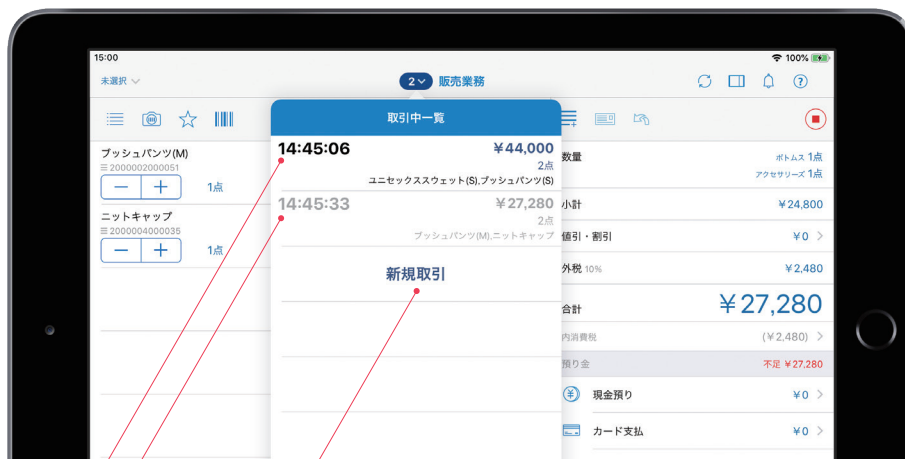 15:00
100%
未選択
2 販売業務
取引中一覧
14:45:06 ¥44,000
2点
ユニセックススウェット(S),プッシュパンツ(S)
14:45:33 ¥27,280
2点
プッシュパンツ(M),ニットキャップ
新規取引
プッシュパンツ(M)
2000002000051
− + 1点
ニットキャップ
2000004000035
− + 1点
数量 ボトムス 1点
アクセサリーズ 1点
小計 ¥24,800
値引・割引 ¥0
外税 10% ¥2,480
合計 ¥27,280
内消費税 (¥2,480)
預り金 不足 ¥27,280
現金預り ¥0
カード支払 ¥0